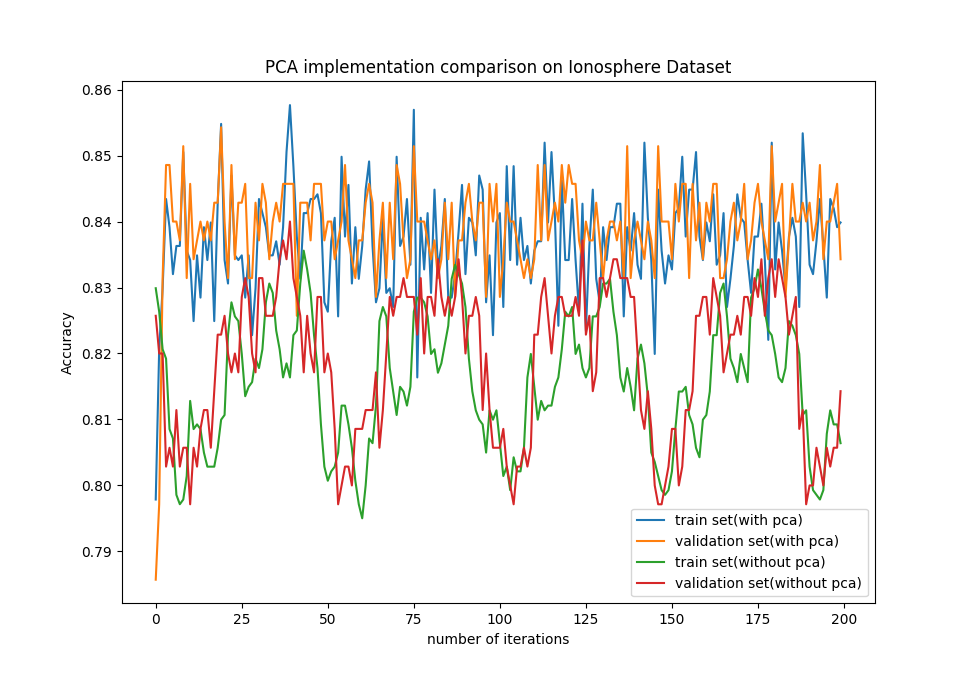 PCA implementation comparison on Ionosphere Dataset
0.86
0.85
0.84
0.83
0.82
0.81
0.80
0.79
Accuracy
0 25 50 75 100 125 150 175 200
number of iterations
train set(with pca)
validation set(with pca)
train set(without pca)
validation set(without pca)